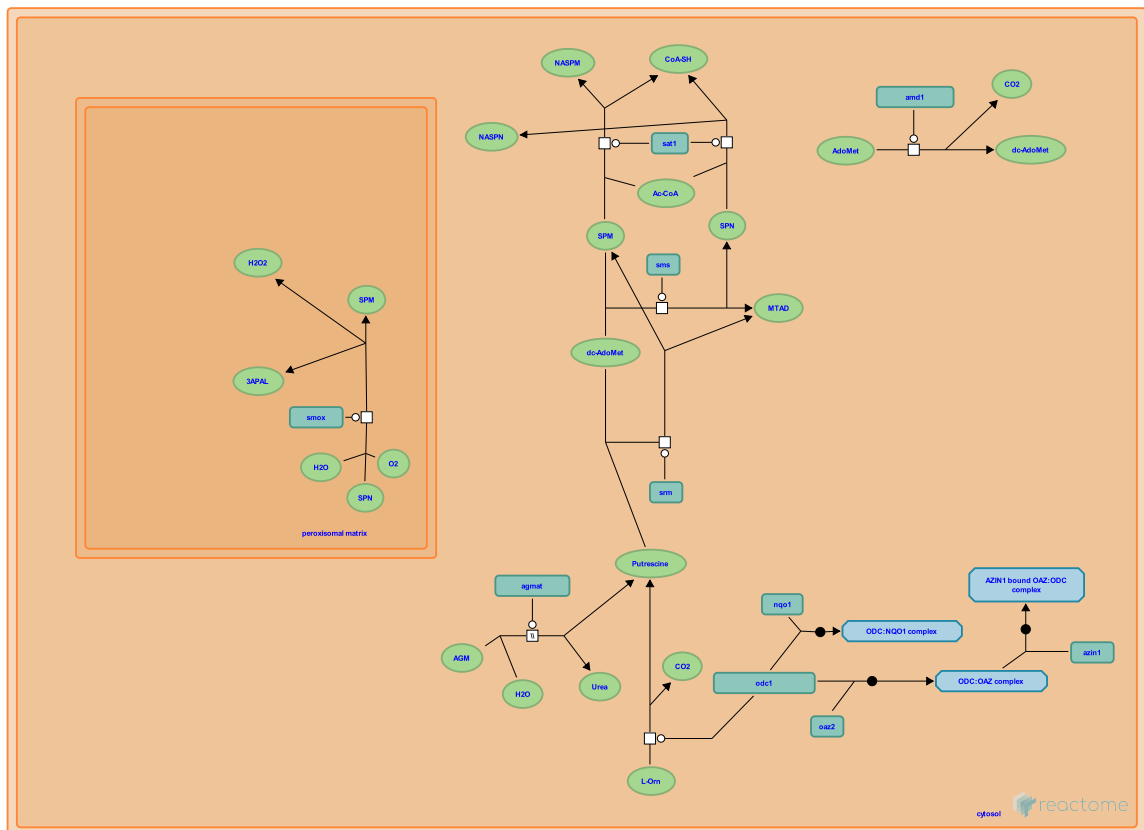 NASPM
CoA-SH
CO2
amd1
NASPN
sat1
AdoMet
dc-AdoMet
Ac-CoA
SPM
SPN
H2O2
sms
SPM
MTAD
dc-AdoMet
3APAL
smox
H2O
O2
SPN
srm
peroxisomal matrix
Putrescine
agmat
AZIN1 bound OAZ:ODC
complex
nqo1
ODC:NQO1 complex
azin1
AGM
CO2
H2O
Urea
odc1
ODC:OAZ complex
oaz2
L-Orn
cytosol
reactome